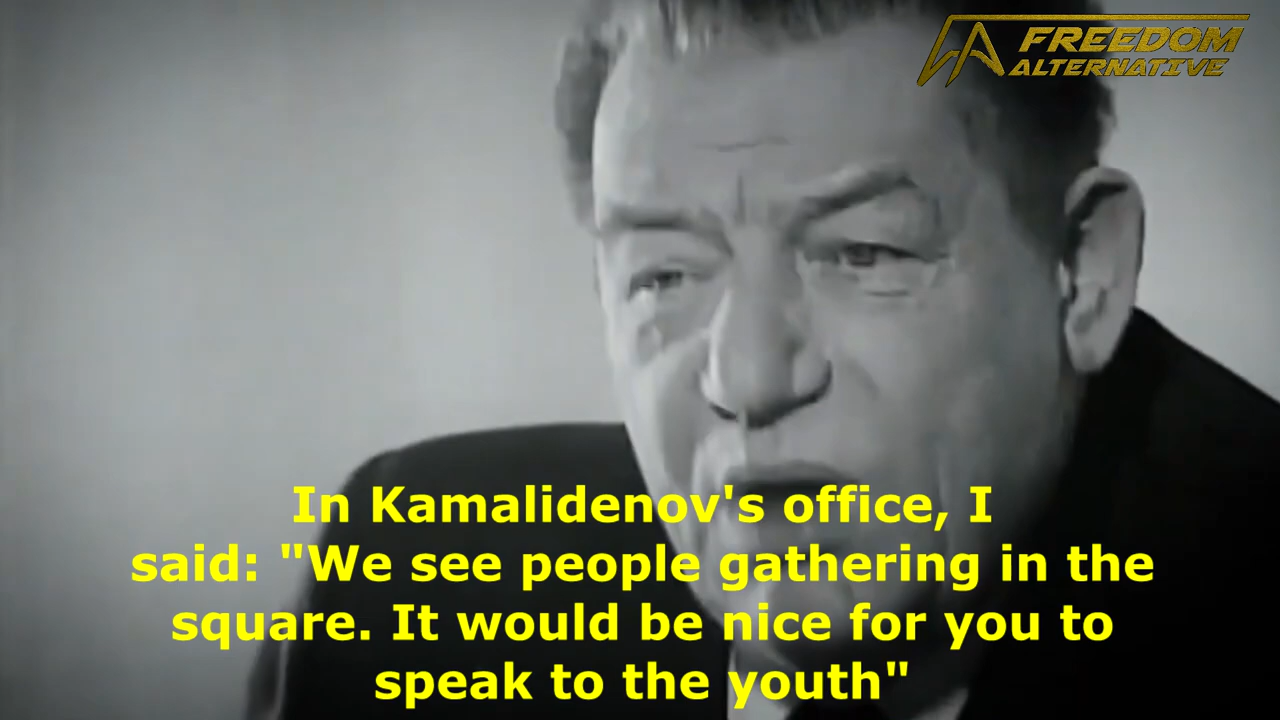 FREEDOM
ALTERNATIVE
In Kamalidenov's office, I
said: "We see people gathering in the
square. It would be nice for you to
speak to the youth"